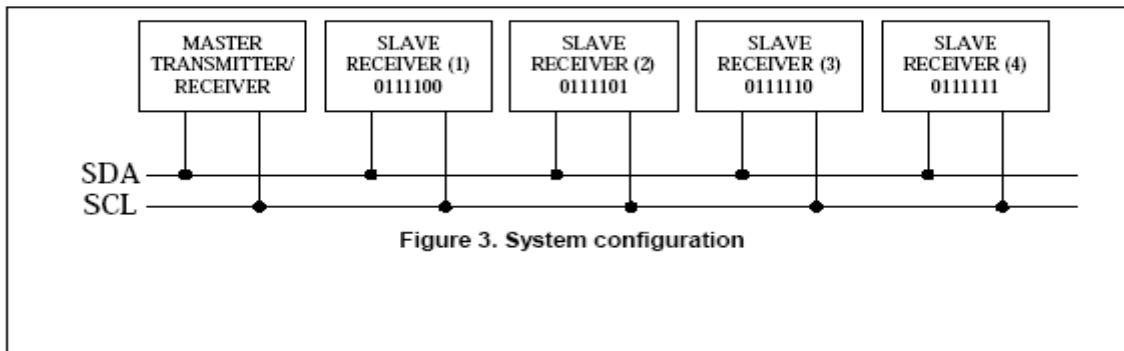 MASTER
TRANSMITTER/
RECEIVER
SLAVE
RECEIVER (1)
0111100
SLAVE
RECEIVER (2)
0111101
SLAVE
RECEIVER (3)
0111110
SLAVE
RECEIVER (4)
0111111
SDA
SCL
Figure 3. System configuration